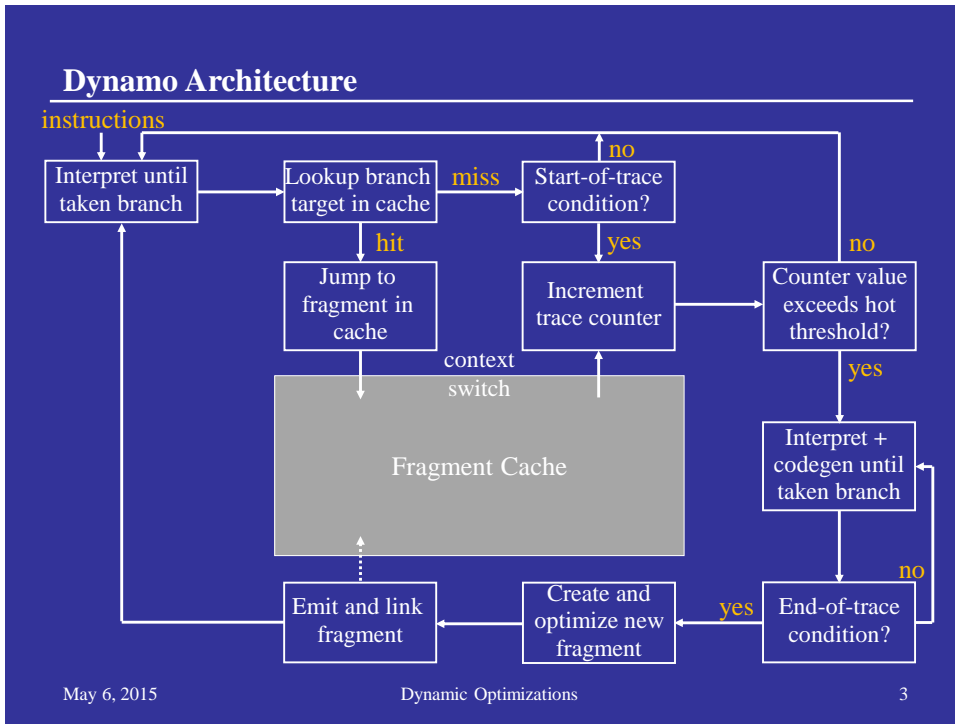 Dynamo Architecture
instructions
Interpret until
taken branch
Lookup branch
target in cache
miss
Start-of-trace
condition?
no
hit
yes
no
Jump to
fragment in
cache
Increment
trace counter
Counter value
exceeds hot
threshold?
context
switch
yes
Fragment Cache
Interpret +
codegen until
taken branch
no
Emit and link
fragment
Create and
optimize new
fragment
yes
End-of-trace
condition?
May 6, 2015
Dynamic Optimizations
3